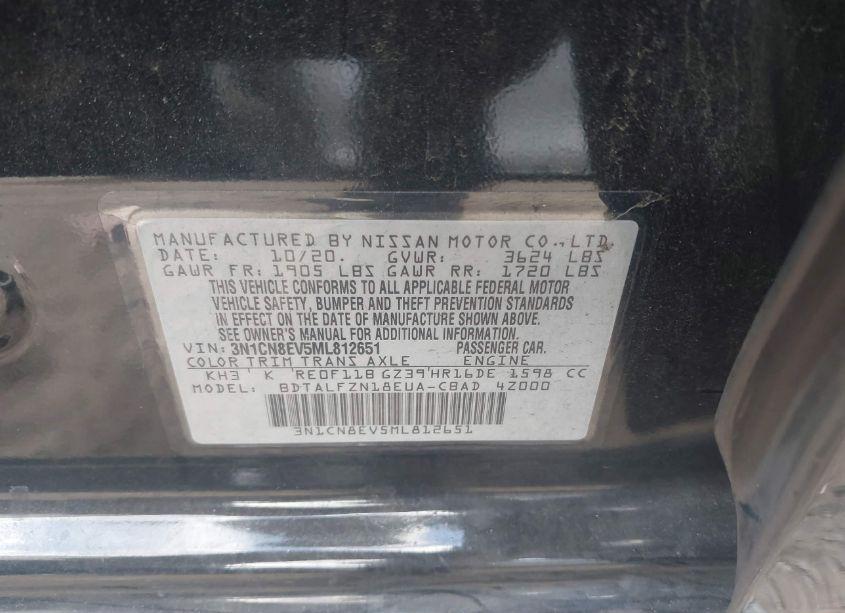 MANUFACTURED BY NISSAN MOTOR CO., LTD.
DATE: 10/20. GVWR: 3624 LBS
GAWR FR: 1905 LBS GAWR RR: 1720 LBS
THIS VEHICLE CONFORMS TO ALL APPLICABLE FEDERAL MOTOR
VEHICLE SAFETY, BUMPER AND THEFT PREVENTION STANDARDS
IN EFFECT ON THE DATE OF MANUFACTURE SHOWN ABOVE.
SEE OWNER'S MANUAL FOR ADDITIONAL INFORMATION.
VIN: 3N1CN8EV5ML812651 PASSENGER CAR.
COLOR TRIM TRANS AXLE ENGINE
KH3 K RE0F11B GZ39 HR16DE 1598 CC
MODEL: BDTALFZN18EUA-CBAD 4Z000
3N1CN8EV5ML812651